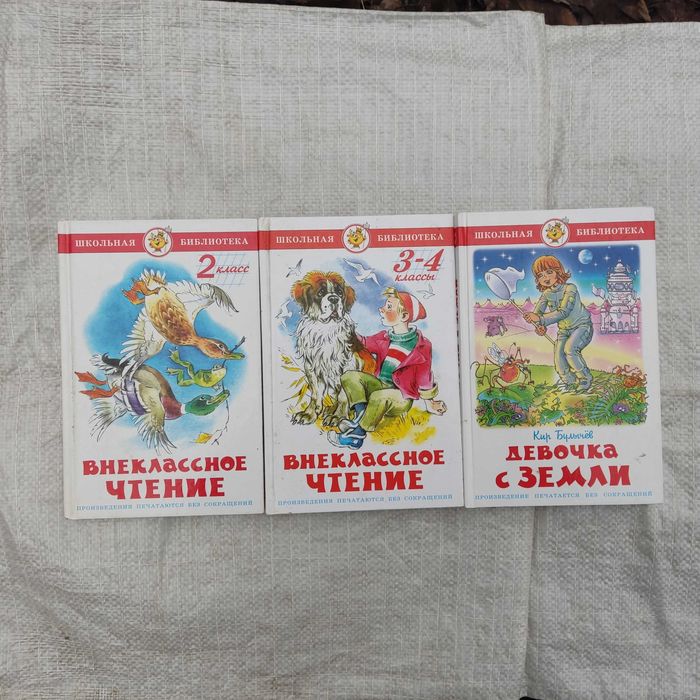 ШКОЛЬНАЯ БИБЛИОТЕКА
2 класс
ВНЕКЛАССНОЕ
ЧТЕНИЕ
ПРОИЗВЕДЕНИЯ ПЕЧАТАЮТСЯ БЕЗ СОКРАЩЕНИЙ
ШКОЛЬНАЯ БИБЛИОТЕКА
3-4
классы
ВНЕКЛАССНОЕ
ЧТЕНИЕ
ПРОИЗВЕДЕНИЯ ПЕЧАТАЮТСЯ БЕЗ СОКРАЩЕНИЙ
ШКОЛЬНАЯ БИБЛИОТЕКА
Кир Булычёв
ДЕВОЧКА
С ЗЕМЛИ
ПРОИЗВЕДЕНИЕ ПЕЧАТАЕТСЯ БЕЗ СОКРАЩЕНИЙ